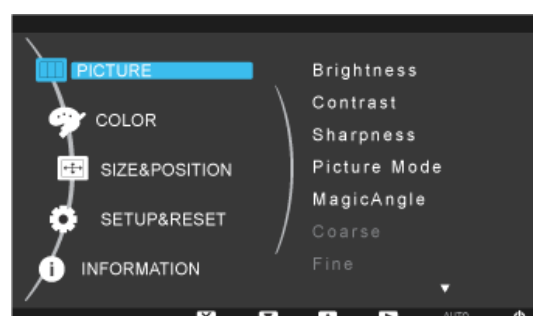 PICTURE
COLOR
SIZE&POSITION
SETUP&RESET
INFORMATION
Brightness
Contrast
Sharpness
Picture Mode
MagicAngle
Coarse
Fine
AUTO